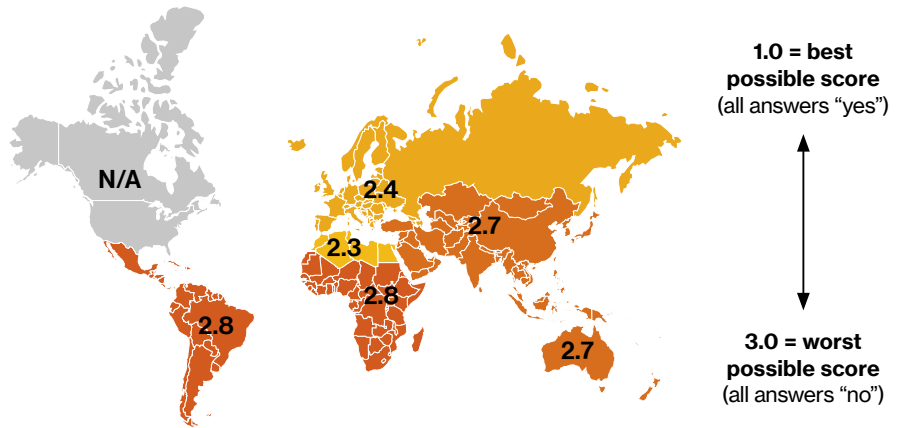 N/A
2.4
2.7
2.3
2.8
2.8
2.7
1.0 = best
possible score
(all answers “yes”)
3.0 = worst
possible score
(all answers “no”)